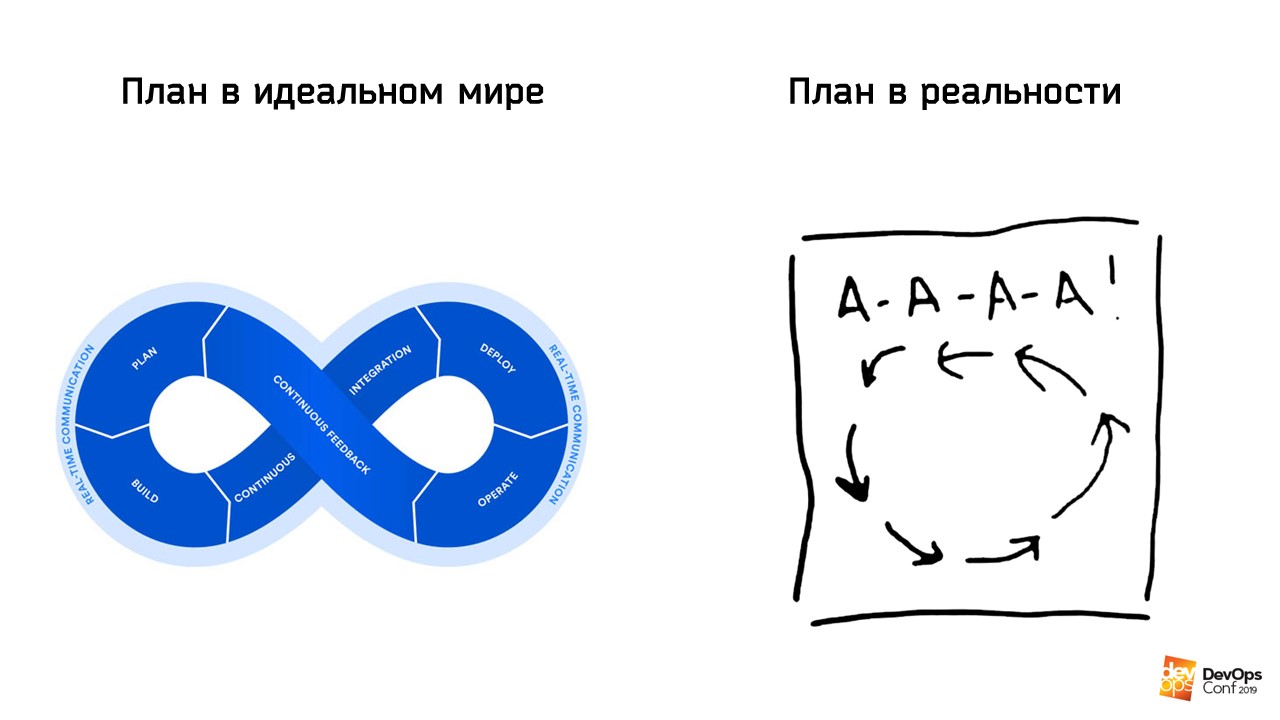 План в идеальном мире
План в реальности
REAL-TIME COMMUNICATION
PLAN
BUILD
CONTINUOUS
INTEGRATION
CONTINUOUS FEEDBACK
DEPLOY
OPERATE
REAL-TIME COMMUNICATION
А-А-А-А!
dev
ops
DevOps
Conf 2019